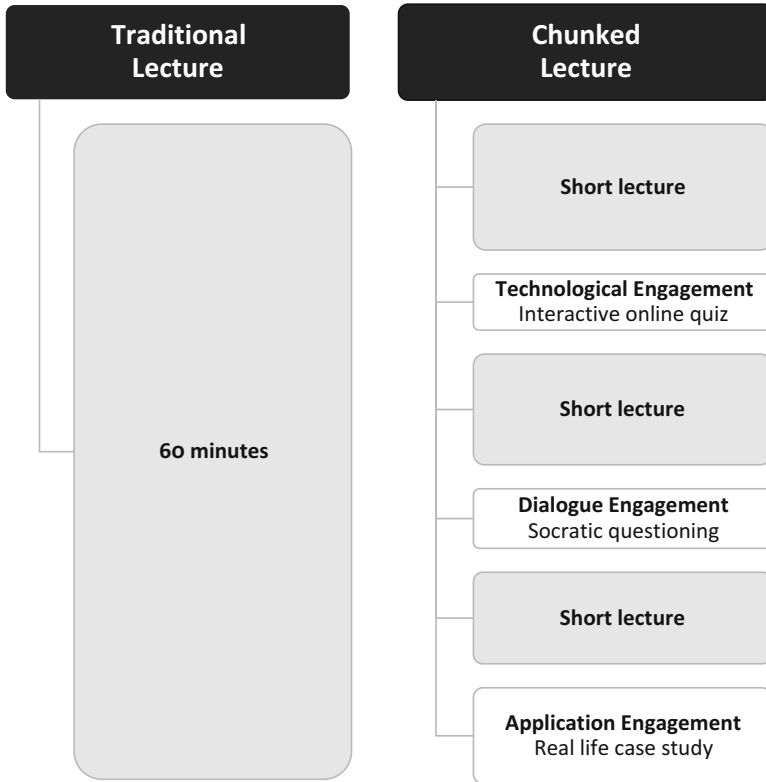 Traditional
Lecture
60 minutes
Chunked
Lecture
Short lecture
Technological Engagement
Interactive online quiz
Short lecture
Dialogue Engagement
Socratic questioning
Short lecture
Application Engagement
Real life case study